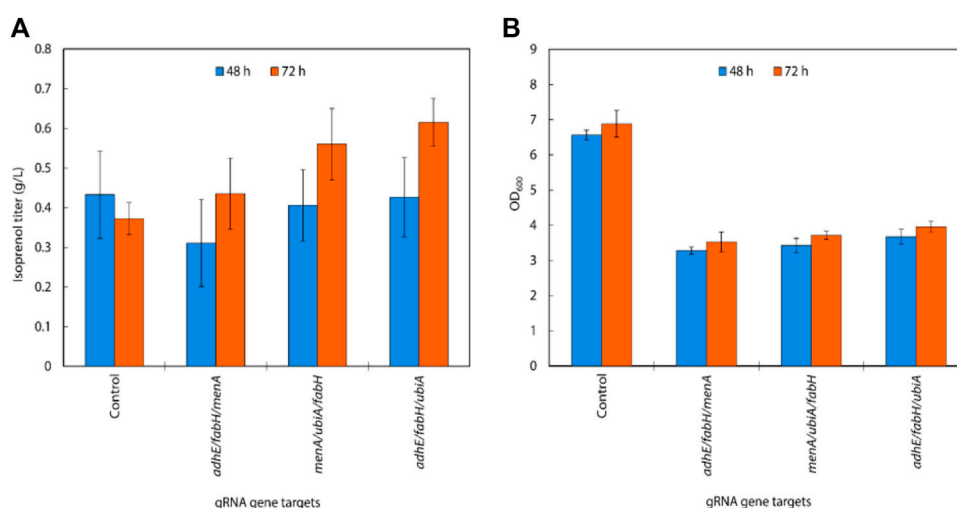 A
0.8
0.7
0.6
0.5
0.4
0.3
0.2
0.1
0
Isoprenol titer (g/L)
48 h 72 h
Control
adhE/fabH/menA
menA/ubiA/fabH
adhE/fabH/ubiA
gRNA gene targets
B
9
8
7
6
5
4
3
2
1
0
OD600
48 h 72 h
Control
adhE/fabH/menA
menA/ubiA/fabH
adhE/fabH/ubiA
gRNA gene targets